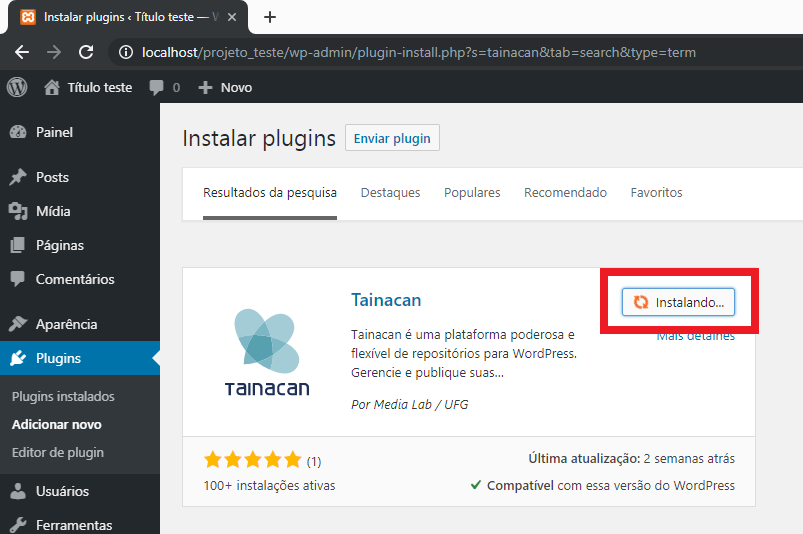 Instalar plugins ‹ Título teste — W
localhost/projeto_teste/wp-admin/plugin-install.php?s=tainacan&tab=search&type=term
Título teste 0 Novo
Painel
Posts
Mídia
Páginas
Comentários
Aparência
Plugins
Plugins instalados
Adicionar novo
Editor de plugin
Usuários
Ferramentas
Instalar plugins Enviar plugin
Resultados da pesquisa Destaques Populares Recomendado Favoritos
TAINACAN
Tainacan
Tainacan é uma plataforma poderosa e
flexível de repositórios para WordPress.
Gerencie e publique suas...
Por Media Lab / UFG
Instalando...
Mais detalhes
(1)
100+ instalações ativas
Última atualização: 2 semanas atrás
Compatível com essa versão do WordPress